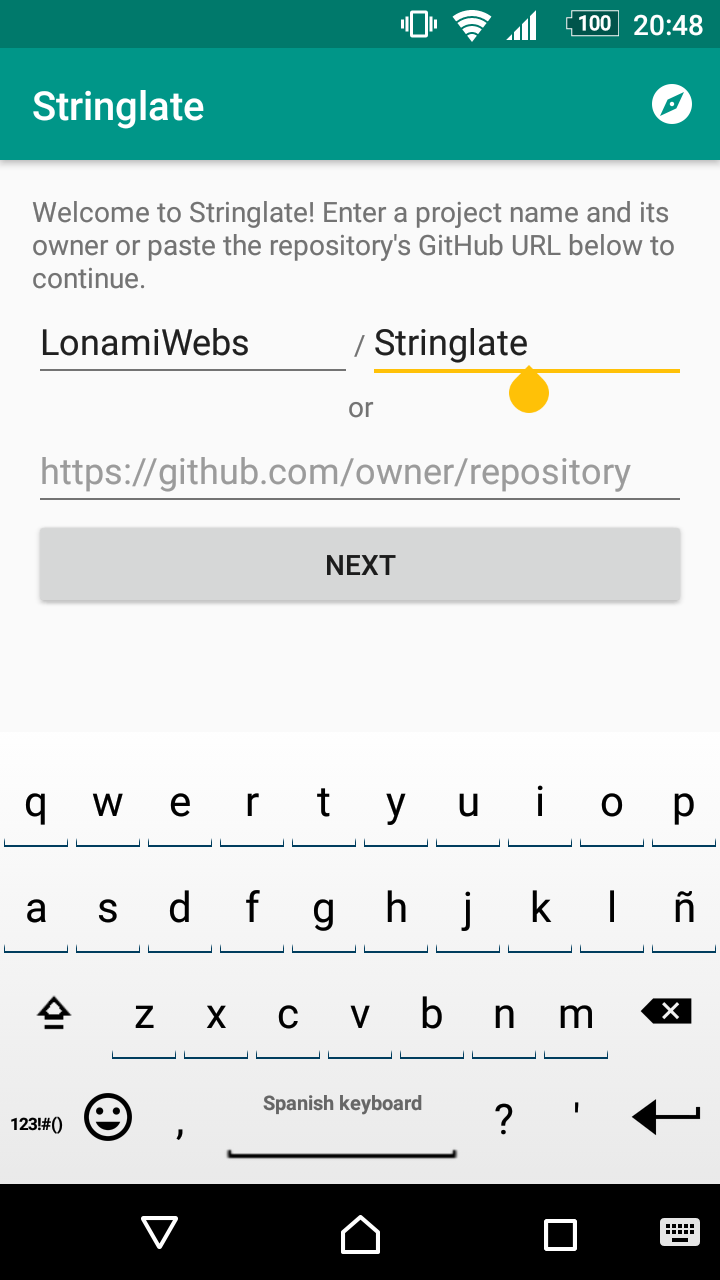 100 20:48
Stringlate
Welcome to Stringlate! Enter a project name and its
owner or paste the repository's GitHub URL below to
continue.
LonamiWebs / Stringlate
or
https://github.com/owner/repository
NEXT
q w e r t y u i o p
a s d f g h j k l ñ
z x c v b n m
123!#() , Spanish keyboard ? '